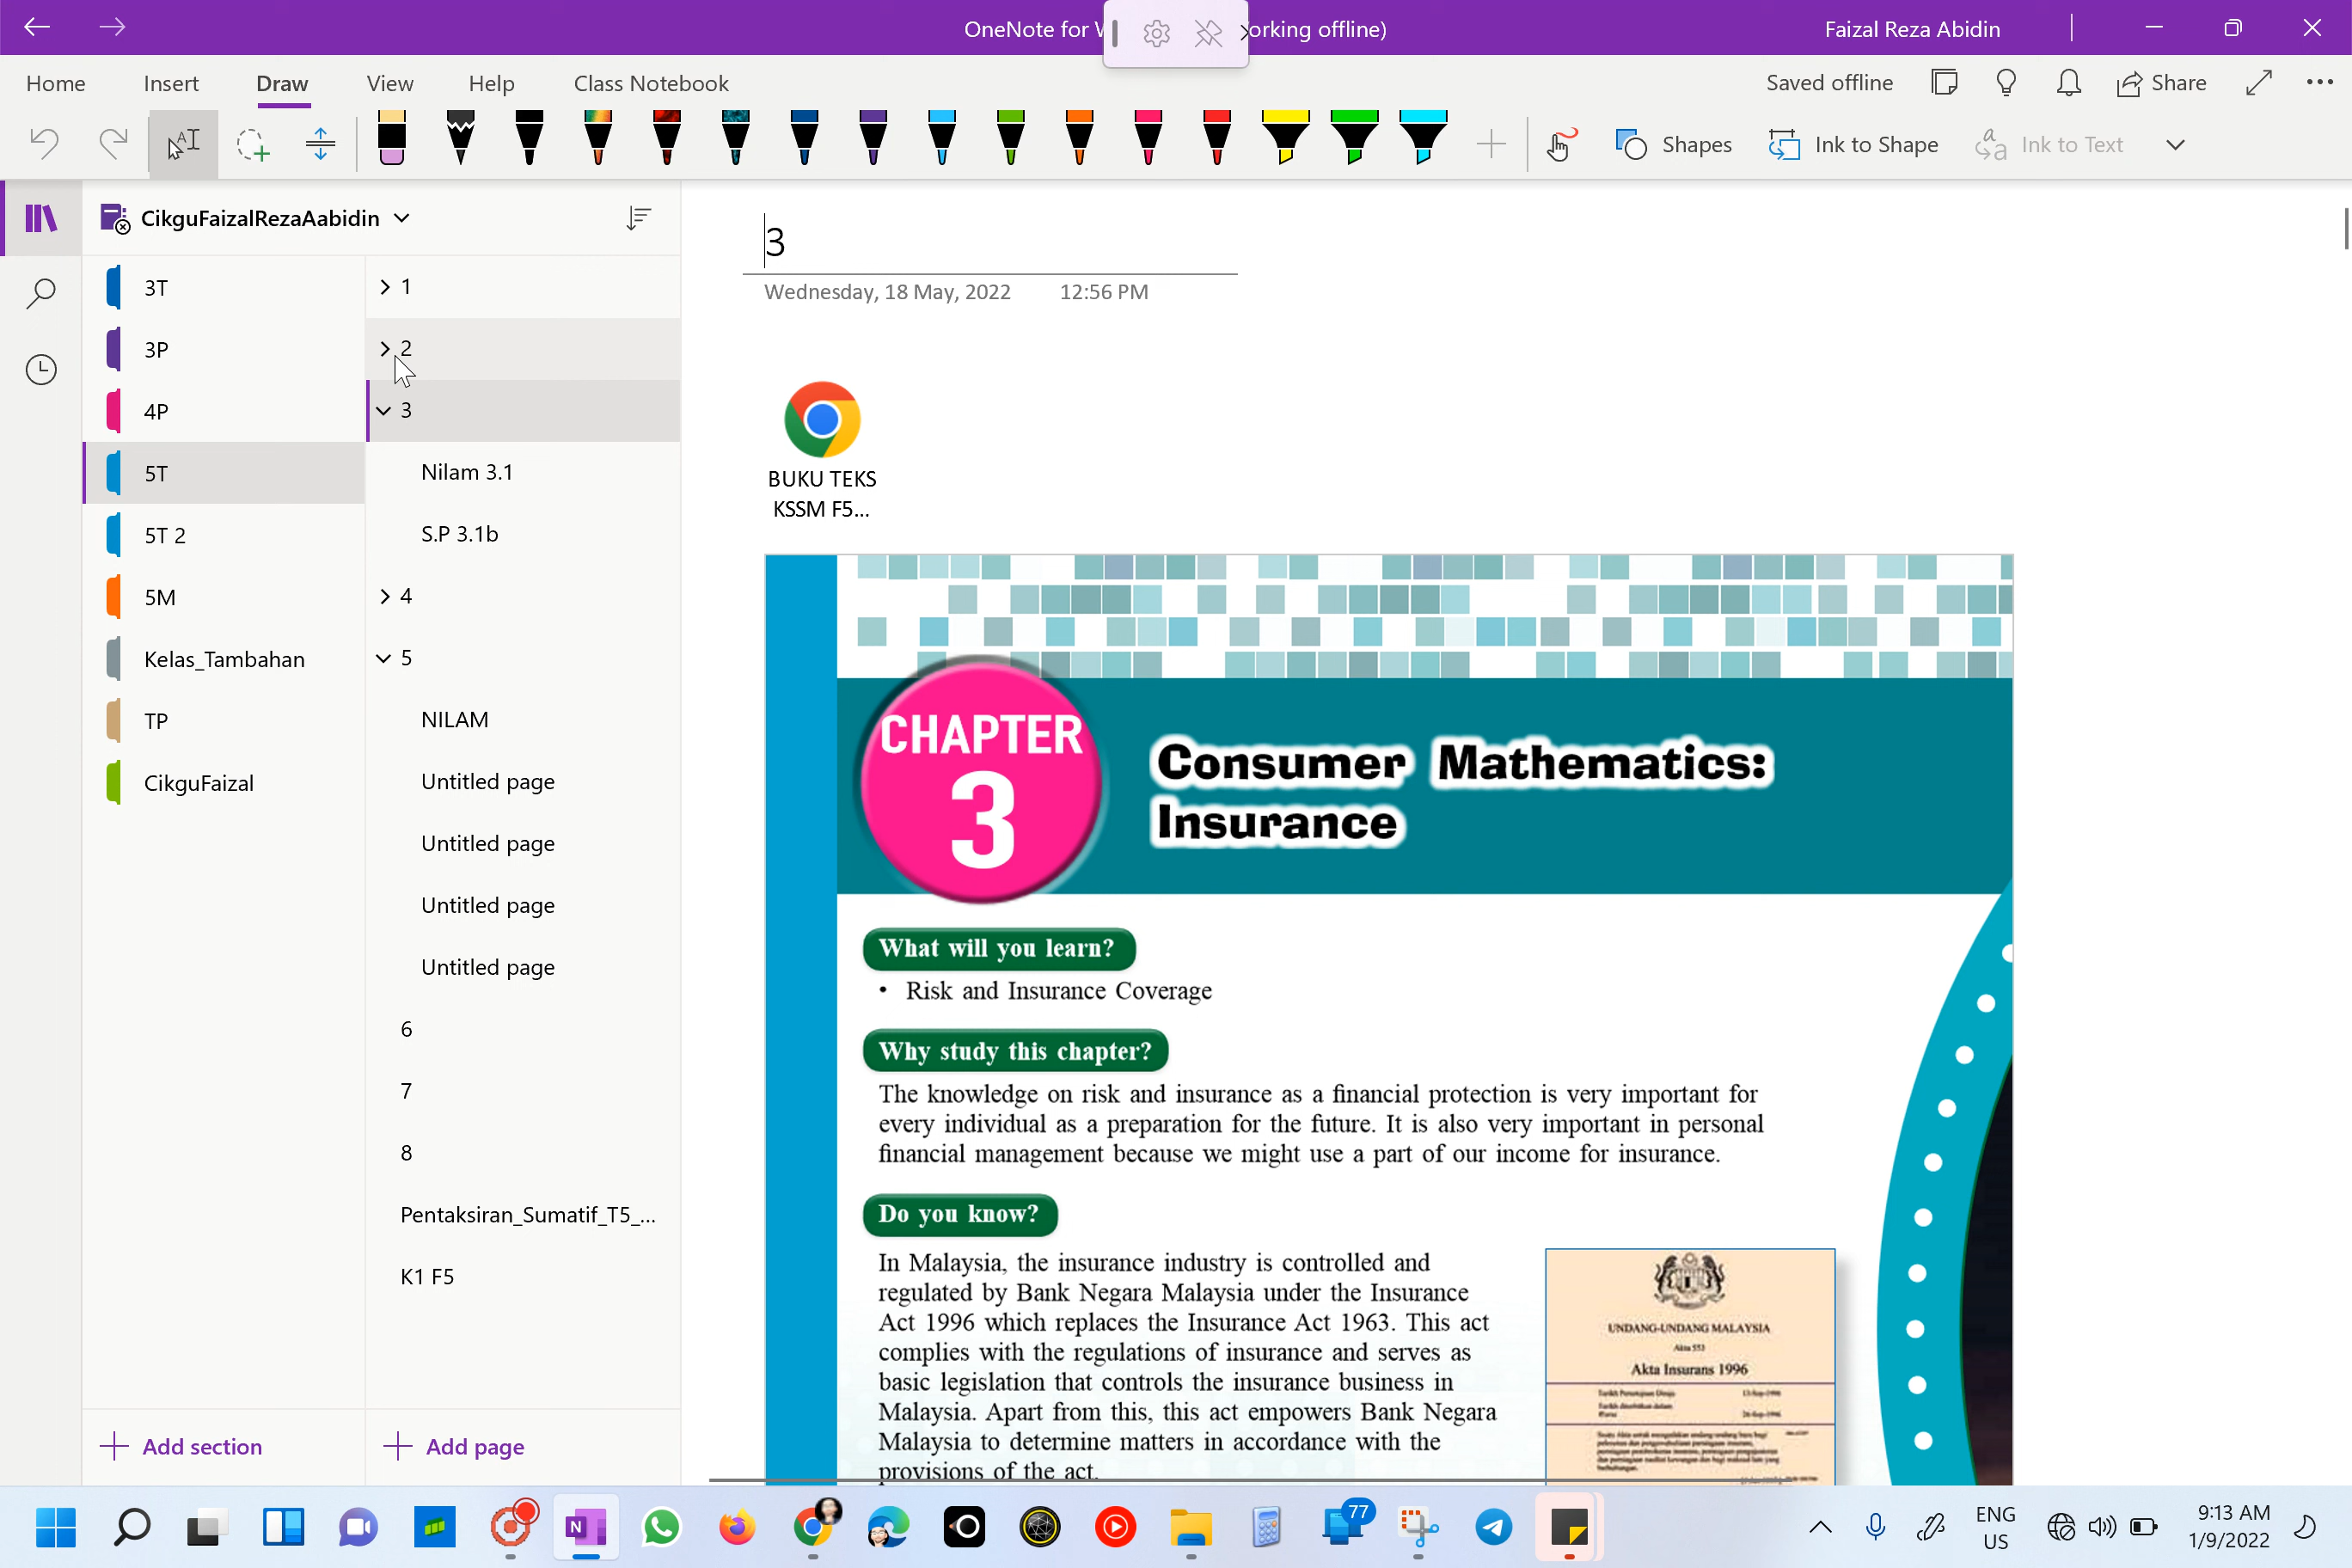 OneNote for W
orking offline)
Faizal Reza Abidin
Home
Insert
Draw
View
Help
Class Notebook
Saved offline
Share
Shapes
Ink to Shape
Ink to Text
CikguFaizalRezaAabidin
3T
3P
4P
5T
5T 2
5M
Kelas_Tambahan
TP
CikguFaizal
Add section
1
2
3
Nilam 3.1
S.P 3.1b
4
5
NILAM
Untitled page
Untitled page
Untitled page
Untitled page
6
7
8
Pentaksiran_Sumatif_T5_...
K1 F5
Add page
3
Wednesday, 18 May, 2022
12:56 PM
BUKU TEKS
KSSM F5...
CHAPTER
3
Consumer Mathematics:
Insurance
What will you learn?
• Risk and Insurance Coverage
Why study this chapter?
The knowledge on risk and insurance as a financial protection is very important for
every individual as a preparation for the future. It is also very important in personal
financial management because we might use a part of our income for insurance.
Do you know?
In Malaysia, the insurance industry is controlled and
regulated by Bank Negara Malaysia under the Insurance
Act 1996 which replaces the Insurance Act 1963. This act
complies with the regulations of insurance and serves as
basic legislation that controls the insurance business in
Malaysia. Apart from this, this act empowers Bank Negara
Malaysia to determine matters in accordance with the
provisions of the act.
UNDANG-UNDANG MALAYSIA
Akta 553
Akta Insurans 1996
77
ENG
US
9:13 AM
1/9/2022